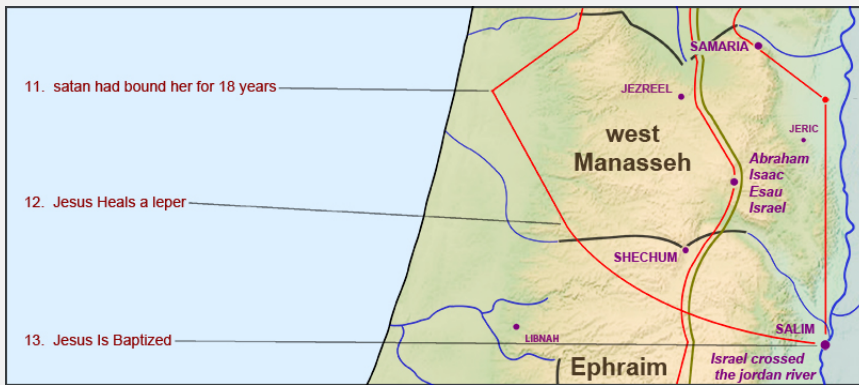 SAMARIA
11. satan had bound her for 18 years
JEZREEL
JERIC
west
Manasseh
Abraham
Isaac
Esau
Israel
12. Jesus Heals a leper
SHECHUM
SALIM
13. Jesus Is Baptized
LIBNAH
Ephraim
Israel crossed
the jordan river